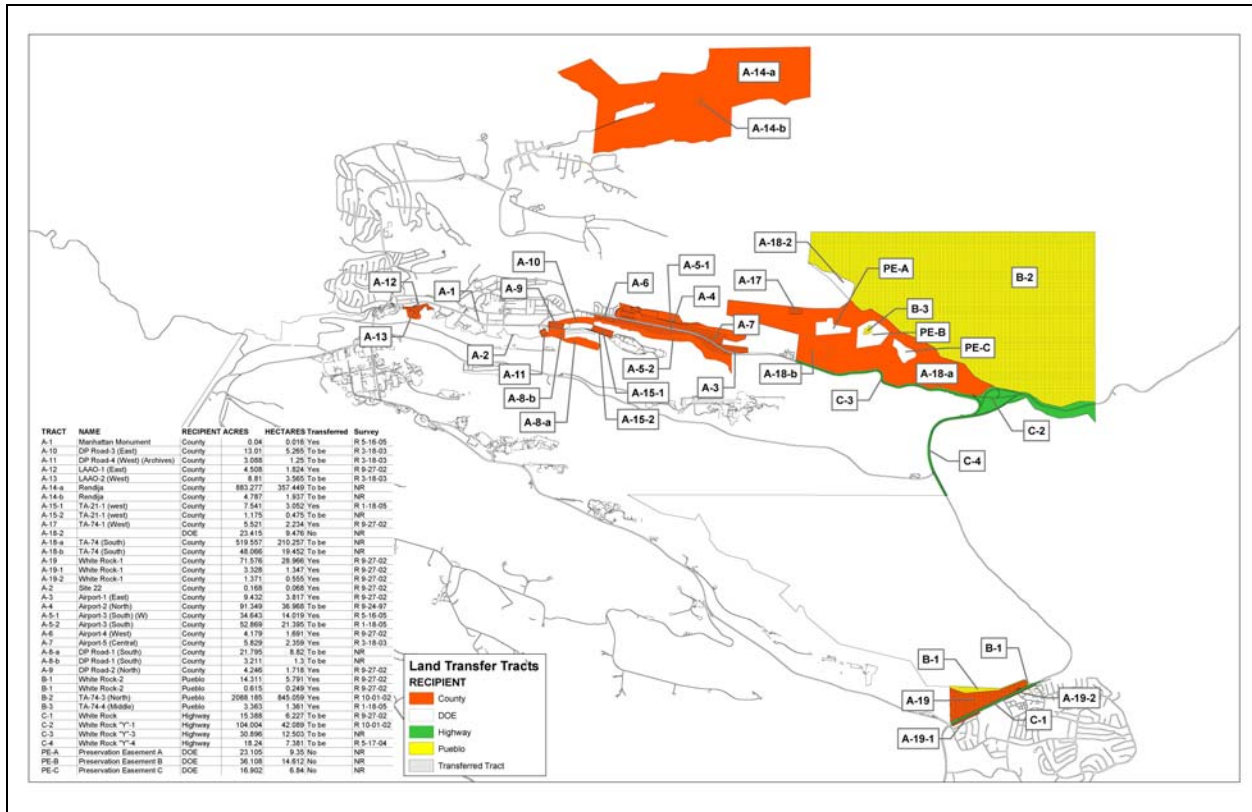 A-14-a
A-14-b
A-18-2
A-10
A-5-1
PE-A
B-2
A-12
A-1
A-9
A-6
A-4
A-17
B-3
A-7
PE-B
A-13
PE-C
A-2
A-11
A-5-2
A-3
A-18-b
A-18-a
A-8-b
A-15-1
C-3
A-8-a
A-15-2
C-2
C-4
TRACT NAME RECIPIENT ACRES HECTARES Transferred Survey
A-1 Manhattan Monument County 0.04 0.016 Yes R 5-16-05
A-10 DP Road-3 (East) County 13.01 5.265 To be R 3-18-03
A-11 DP Road-4 (West) (Archives) County 3.088 1.25 To be R 3-18-03
A-12 LAAO-1 (East) County 4.508 1.824 Yes R 9-27-02
A-13 LAAO-2 (West) County 8.81 3.565 To be R 3-18-03
A-14-a Rendija County 883.277 357.449 To be NR
A-14-b Rendija County 4.787 1.937 To be NR
A-15-1 TA-21-1 (west) County 7.541 3.052 Yes R 1-18-05
A-15-2 TA-21-1 (west) County 1.175 0.475 To be NR
A-17 TA-74-1 (West) County 5.521 2.234 Yes R 9-27-02
A-18-2 DOE 23.415 9.476 No NR
A-18-a TA-74 (South) County 519.557 210.257 To be NR
A-18-b TA-74 (South) County 48.066 19.452 To be NR
A-19 White Rock-1 County 71.576 28.966 Yes R 9-27-02
A-19-1 White Rock-1 County 3.328 1.347 Yes R 9-27-02
A-19-2 White Rock-1 County 1.371 0.555 Yes R 9-27-02
A-2 Site 22 County 0.168 0.068 Yes R 9-27-02
A-3 Airport-1 (East) County 9.432 3.817 Yes R 9-27-02
A-4 Airport-2 (North) County 91.349 36.968 To be R 9-24-97
A-5-1 Airport-3 (South) (W) County 34.643 14.019 Yes R 5-16-05
A-5-2 Airport-3 (South) County 52.869 21.395 To be R 1-18-05
A-6 Airport-4 (West) County 4.179 1.691 Yes R 9-27-02
A-7 Airport-5 (Central) County 5.829 2.359 Yes R 3-18-03
A-8-a DP Road-1 (South) County 21.795 8.82 To be NR
A-8-b DP Road-1 (South) County 3.211 1.3 To be NR
A-9 DP Road-2 (North) County 4.246 1.718 Yes R 9-27-02
B-1 White Rock-2 Pueblo 14.311 5.791 Yes R 9-27-02
B-1 White Rock-2 Pueblo 0.615 0.249 Yes R 9-27-02
B-2 TA-74-3 (North) Pueblo 2088.185 845.059 Yes R 10-01-02
B-3 TA-74-4 (Middle) Pueblo 3.363 1.361 Yes R 1-18-05
C-1 White Rock Highway 15.388 6.227 To be R 9-27-02
C-2 White Rock "Y"-1 Highway 104.004 42.089 To be R 10-01-02
C-3 White Rock "Y"-3 Highway 30.896 12.503 To be NR
C-4 White Rock "Y"-4 Highway 18.24 7.381 To be R 5-17-04
PE-A Preservation Easement A DOE 23.105 9.35 No NR
PE-B Preservation Easement B DOE 36.108 14.612 No NR
PE-C Preservation Easement C DOE 16.902 6.84 No NR
Land Transfer Tracts
RECIPIENT
County
DOE
Highway
Pueblo
Transferred Tract
B-1
B-1
A-19
A-19-2
C-1
A-19-1